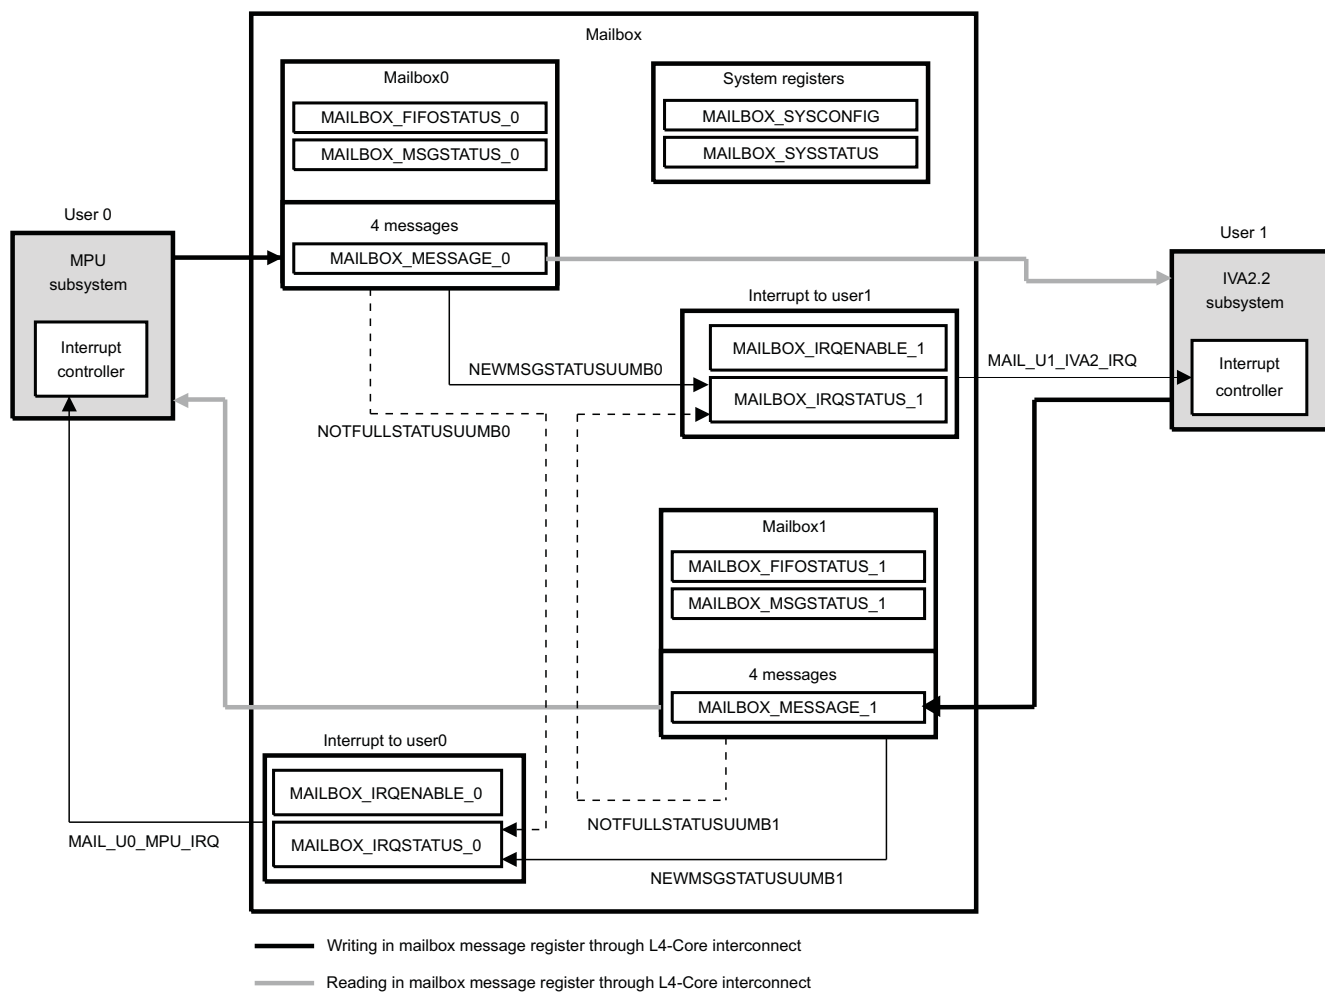 Mailbox
Mailbox0
MAILBOX_FIFOSTATUS_0
MAILBOX_MSGSTATUS_0
4 messages
MAILBOX_MESSAGE_0
System registers
MAILBOX_SYSCONFIG
MAILBOX_SYSSTATUS
User 0
MPU
subsystem
Interrupt
controller
User 1
IVA2.2
subsystem
Interrupt
controller
Interrupt to user1
MAILBOX_IRQENABLE_1
MAILBOX_IRQSTATUS_1
MAIL_U1_IVA2_IRQ
NEWMSGSTATUSUUMB0
NOTFULLSTATUSUUMB0
Mailbox1
MAILBOX_FIFOSTATUS_1
MAILBOX_MSGSTATUS_1
4 messages
MAILBOX_MESSAGE_1
Interrupt to user0
MAILBOX_IRQENABLE_0
MAILBOX_IRQSTATUS_0
MAIL_U0_MPU_IRQ
NOTFULLSTATUSUUMB1
NEWMSGSTATUSUUMB1
Writing in mailbox message register through L4-Core interconnect
Reading in mailbox message register through L4-Core interconnect